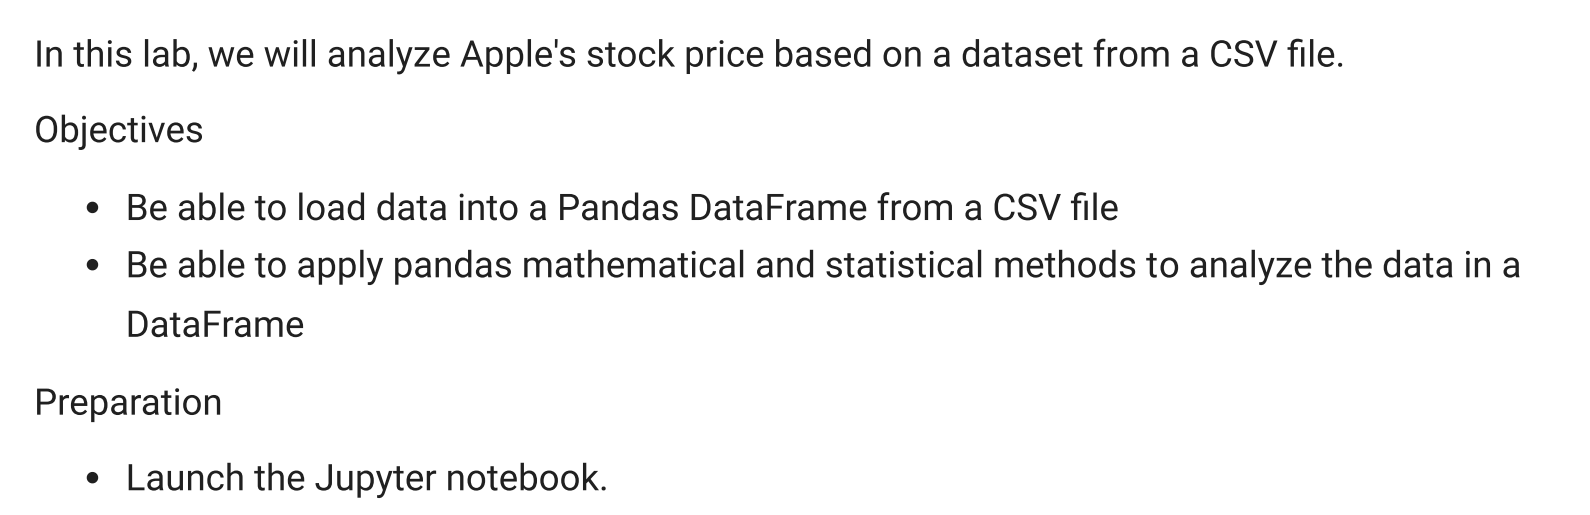 In this lab, we will analyze Apple's stock price based on a dataset from a CSV file.
Objectives
• Be able to load data into a Pandas DataFrame from a CSV file
• Be able to apply pandas mathematical and statistical methods to analyze the data in a
DataFrame
Preparation
• Launch the Jupyter notebook.